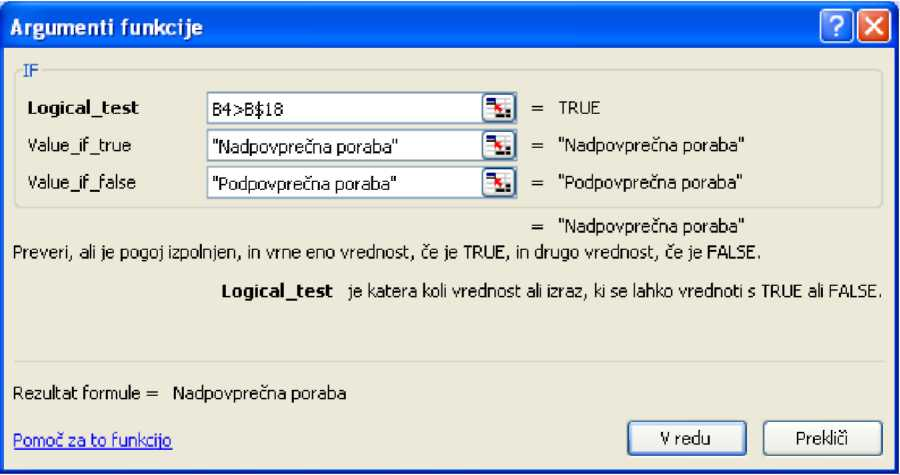 Argumenti funkcije
IF
Logical_test B4>B$18 = TRUE
Value_if_true "Nadpovprečna poraba" = "Nadpovprečna poraba"
Value_if_false "Podpovprečna poraba" = "Podpovprečna poraba"
= "Nadpovprečna poraba"
Preveri, ali je pogoj izpolnjen, in vrne eno vrednost, če je TRUE, in drugo vrednost, če je FALSE.
Logical_test je katera koli vrednost ali izraz, ki se lahko vrednoti s TRUE ali FALSE.
Rezultat formule = Nadpovprečna poraba
Pomoč za to funkcijo V redu Prekliči